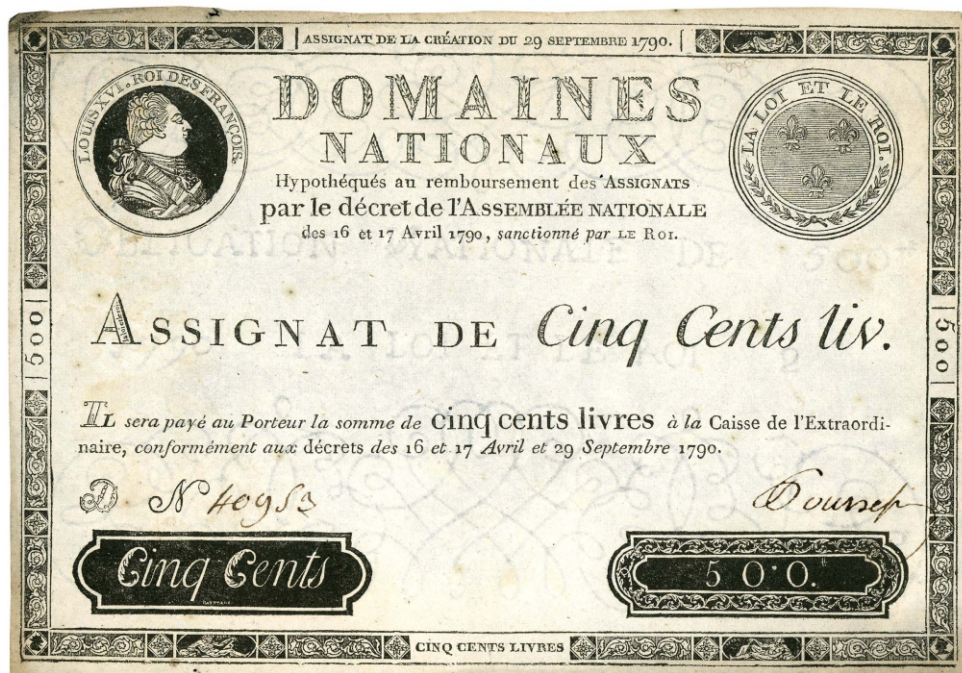 ASSIGNAT DE LA CRÉATION DU 29 SEPTEMBRE 1790.
LOUIS XVI. ROI DES FRANÇOIS.
LA LOI ET LE ROI.
DOMAINES
NATIONAUX
Hypothéqués au remboursement des ASSIGNATS
par le décret de l'ASSEMBLÉE NATIONALE
des 16 et 17 Avril 1790, sanctionné par LE ROI.
500
500
ASSIGNAT DE Cinq Cents liv.
IL sera payé au Porteur la somme de cinq cents livres à la Caisse de l'Extraordi-
naire, conformément aux décrets des 16 et 17 Avril et 29 Septembre 1790.
D N 40953
Cinq Cents
500.
CINQ CENTS LIVRES